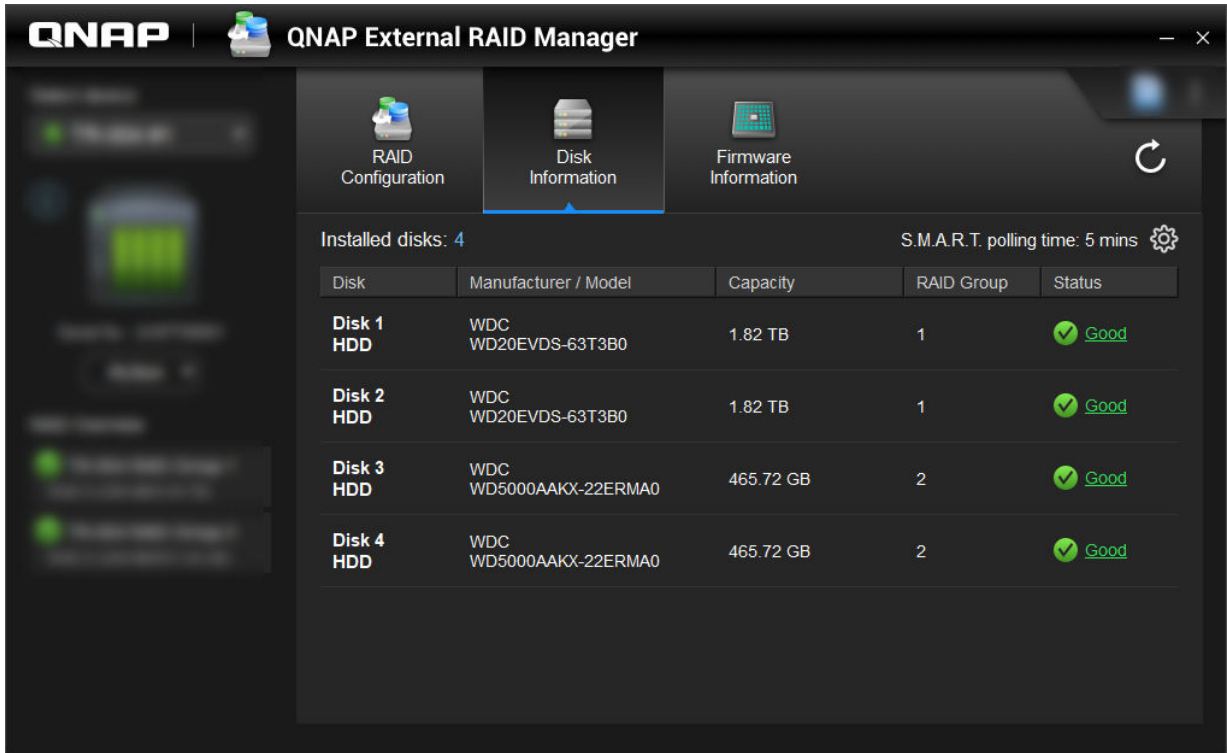 QNAP
QNAP External RAID Manager
RAID
Configuration
Disk
Information
Firmware
Information
Installed disks: 4
S.M.A.R.T. polling time: 5 mins
Disk Manufacturer / Model Capacity RAID Group Status
Disk 1
HDD
WDC
WD20EVDS-63T3B0
1.82 TB
1
Good
Disk 2
HDD
WDC
WD20EVDS-63T3B0
1.82 TB
1
Good
Disk 3
HDD
WDC
WD5000AAKX-22ERMA0
465.72 GB
2
Good
Disk 4
HDD
WDC
WD5000AAKX-22ERMA0
465.72 GB
2
Good